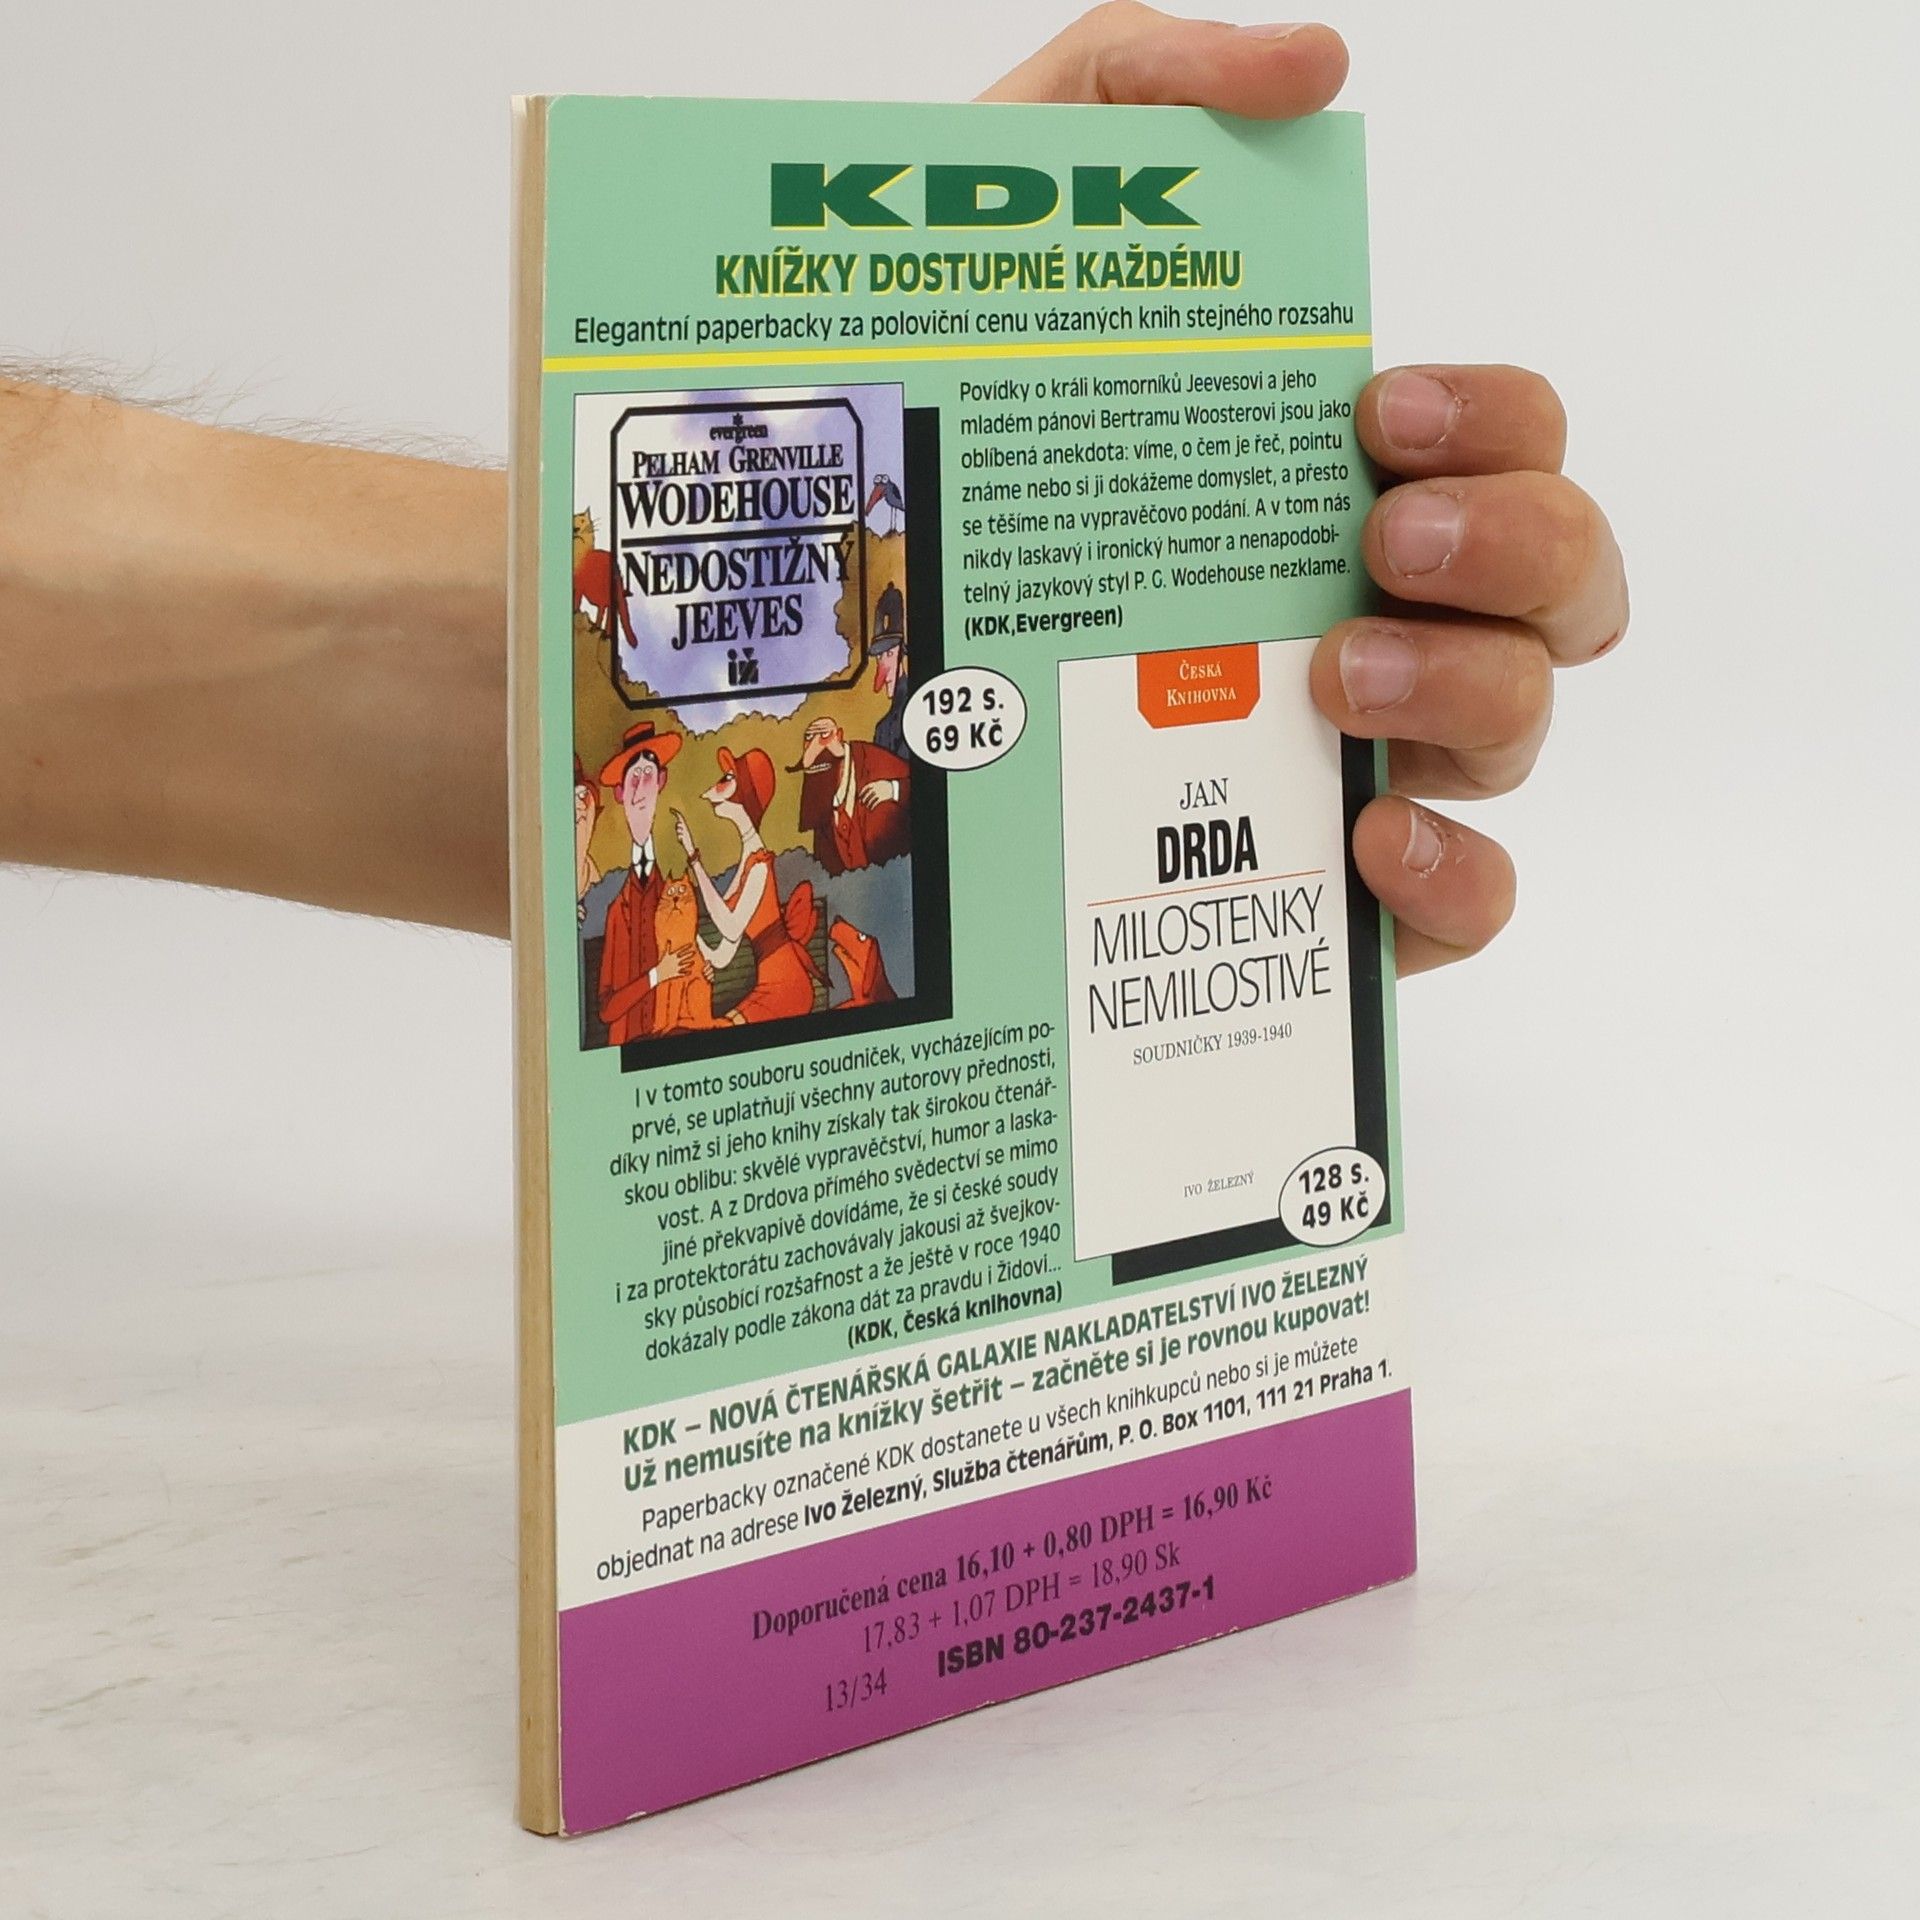 KDK
KNÍŽKY DOSTUPNÉ KAŽDÉMU
Elegantní paperbacky za poloviční cenu vázaných knih stejného rozsahu
evergreen
PELHAM GRENVILLE
WODEHOUSE
NEDOSTIŽNÝ
JEEVES
iž
192 s.
69 Kč
Povídky o králi komorníků Jeevesovi a jeho
mladém pánovi Bertramu Woosterovi jsou jako
oblíbená anekdota: víme, o čem je řeč, pointu
známe nebo si ji dokážeme domyslet, a přesto
se těšíme na vypravěčovo podání. A v tom nás
nikdy laskavý i ironický humor a nenapodobi-
telný jazykový styl P. G. Wodehouse nezklame.
(KDK,Evergreen)
ČESKÁ
KNIHOVNA
JAN
DRDA
MILOSTENKY
NEMILOSTIVÉ
SOUDNIČKY 1939-1940
IVO ŽELEZNÝ
128 s.
49 Kč
I v tomto souboru soudniček, vycházejícím po-
prvé, se uplatňují všechny autorovy přednosti,
díky nimž si jeho knihy získaly tak širokou čtenář-
skou oblibu: skvělé vypravěčství, humor a laska-
vost. A z Drdova přímého svědectví se mimo
jiné překvapivě dovídáme, že si české soudy
i za protektorátu zachovávaly jakousi až švejkov-
sky působící rozšafnost a že ještě v roce 1940
dokázaly podle zákona dát za pravdu i Židovi...
(KDK, Česká knihovna)
KDK – NOVÁ ČTENÁŘSKÁ GALAXIE NAKLADATELSTVÍ IVO ŽELEZNÝ
Už nemusíte na knížky šetřit – začněte si je rovnou kupovat!
Paperbacky označené KDK dostanete u všech knihkupců nebo si je můžete
objednat na adrese Ivo Železný, Služba čtenářům, P. O. Box 1101, 111 21 Praha 1.
Doporučená cena 16,10 + 0,80 DPH = 16,90 Kč
17,83 + 1,07 DPH = 18,90 Sk
13/34 ISBN 80-237-2437-1